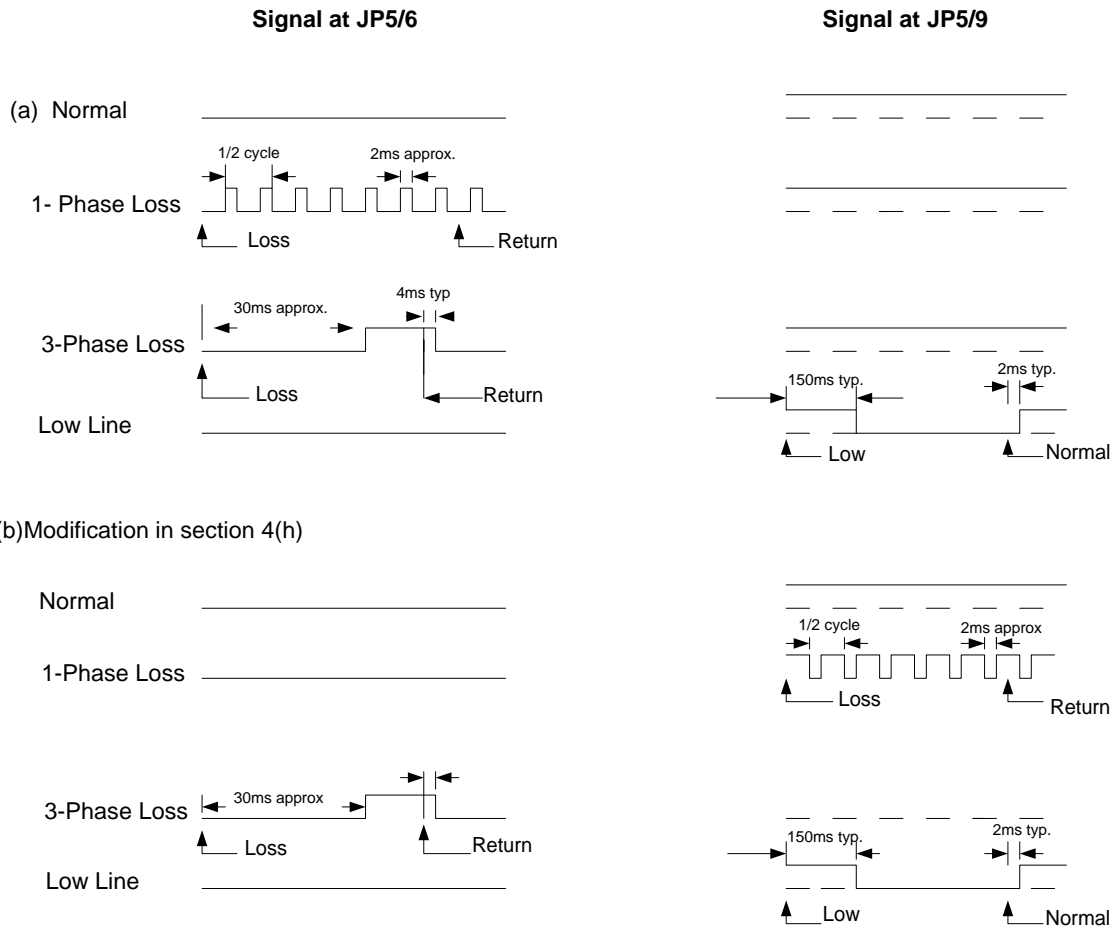 Signal at JP5/6
Signal at JP5/9
(a) Normal
1/2 cycle
2ms approx.
1- Phase Loss
Loss
Return
30ms approx.
4ms typ
3-Phase Loss
Loss
Return
150ms typ.
2ms typ.
Low Line
Low
Normal
(b)Modification in section 4(h)
Normal
1/2 cycle
2ms approx
1-Phase Loss
Loss
Return
30ms approx
3-Phase Loss
Loss
Return
150ms typ.
2ms typ.
Low Line
Low
Normal